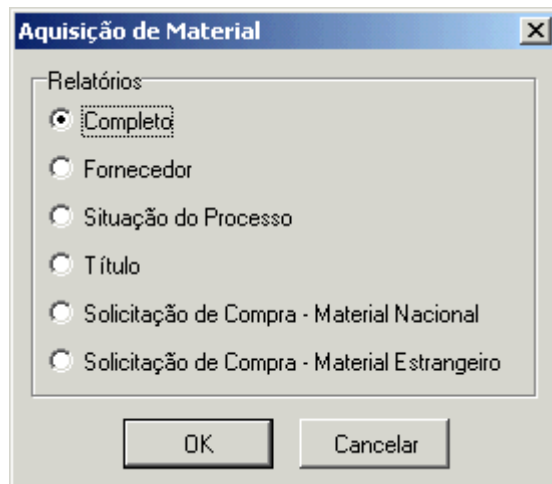 Aquisição de Material
Relatórios
Completo
Fornecedor
Situação do Processo
Título
Solicitação de Compra - Material Nacional
Solicitação de Compra - Material Estrangeiro
OK
Cancelar